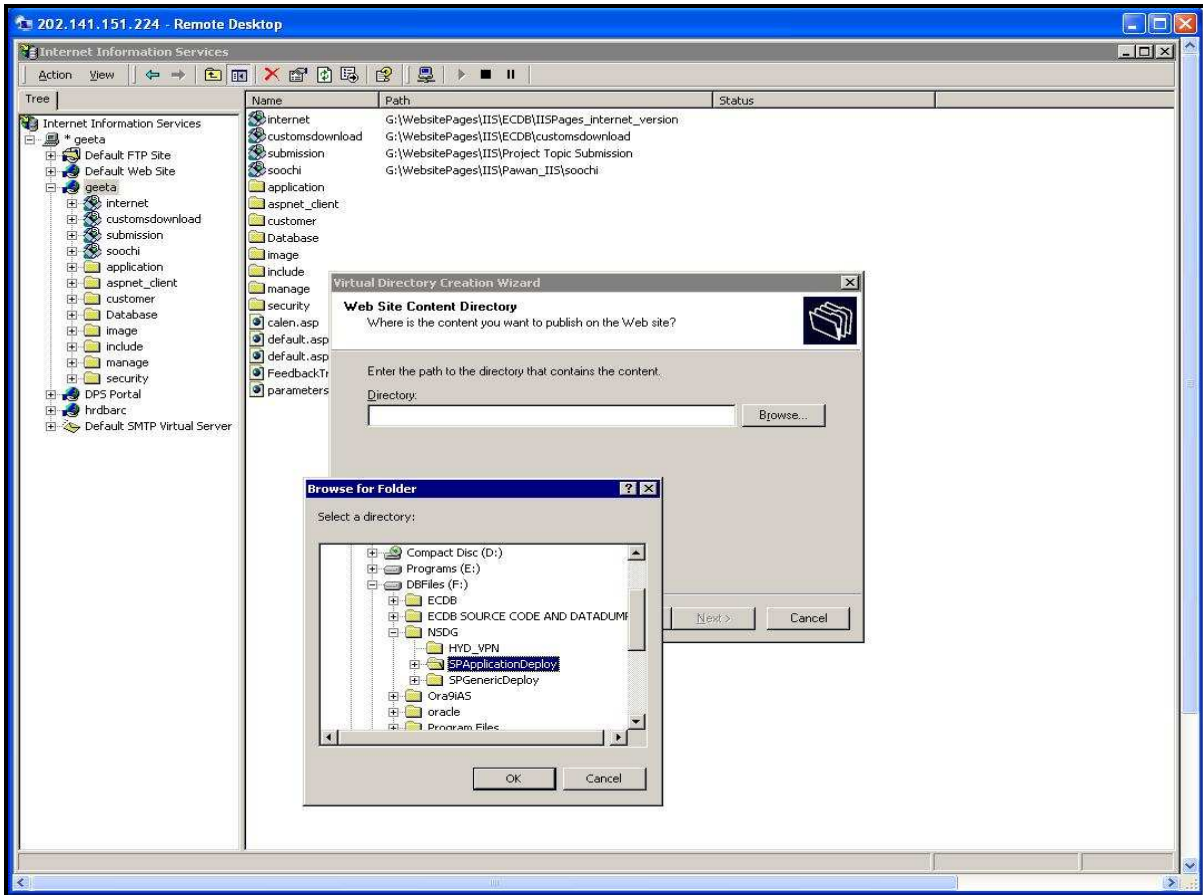 202.141.151.224 - Remote Desktop
Internet Information Services
Action View
Tree
Name Path Status
Internet Information Services
* geeta
Default FTP Site
Default Web Site
geeta
internet
customsdownload
submission
soochi
application
aspnet_client
customer
Database
image
include
manage
security
DPS Portal
hrdbarc
Default SMTP Virtual Server
internet G:\WebsitePages\IIS\ECDB\IISPages_internet_version
customsdownload G:\WebsitePages\IIS\ECDB\customsdownload
submission G:\WebsitePages\IIS\Project Topic Submission
soochi G:\WebsitePages\IIS\Pawan_IIS\soochi
application
aspnet_client
customer
Database
image
include
manage
security
calen.asp
default.asp
default.asp
FeedbackTr
parameters
Virtual Directory Creation Wizard
Web Site Content Directory
Where is the content you want to publish on the Web site?
Enter the path to the directory that contains the content.
Directory:
Browse...
Next >
Cancel
Browse for Folder
Select a directory:
Compact Disc (D:)
Programs (E:)
DBFiles (F:)
ECDB
ECDB SOURCE CODE AND DATADUMP
NSDG
HYD_VPN
SPApplicationDeploy
SPGenericDeploy
Ora9iAS
oracle
Program Files
OK
Cancel